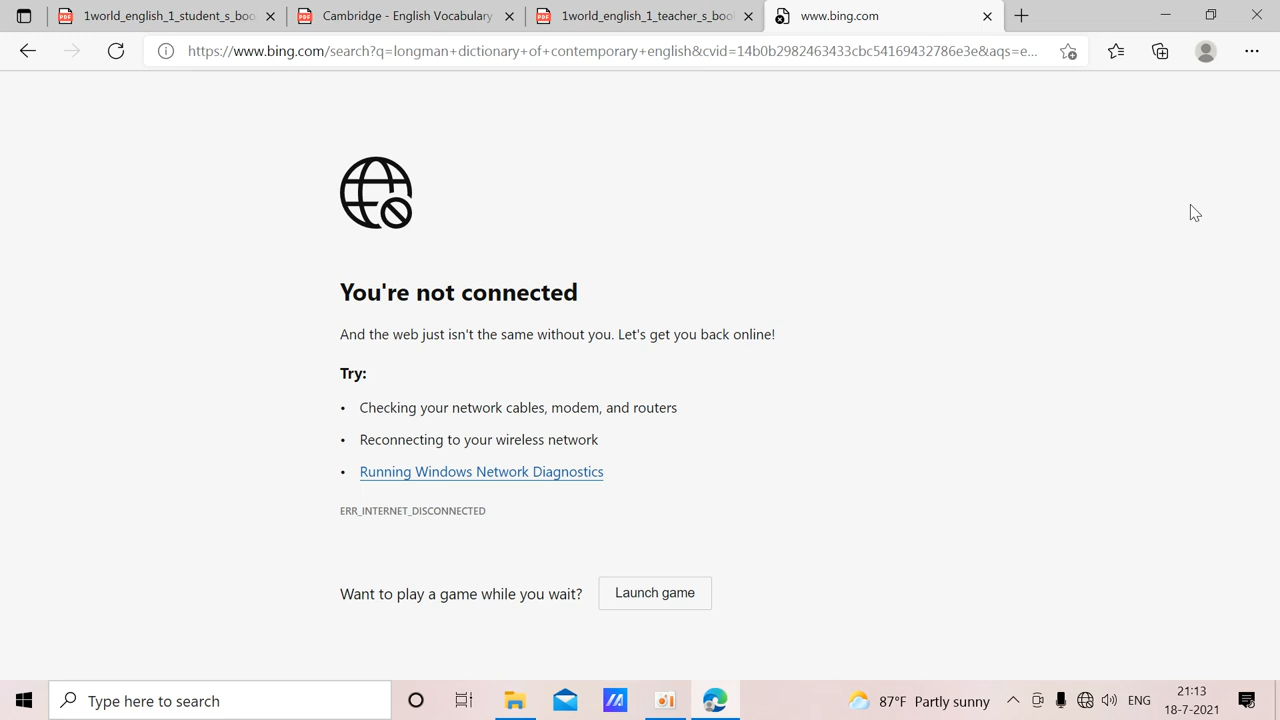 1world_english_1_student_s_boo
Cambridge - English Vocabulary
1world_english_1_teacher_s_boo
www.bing.com
https://www.bing.com/search?q=longman+dictionary+of+contemporary+english&cvid=14b0b2982463433cbc54169432786e3e&aqs=e...
You're not connected
And the web just isn't the same without you. Let's get you back online!
Try:
• Checking your network cables, modem, and routers
• Reconnecting to your wireless network
• Running Windows Network Diagnostics
ERR_INTERNET_DISCONNECTED
Want to play a game while you wait?
Launch game
Type here to search
87°F Partly sunny
ENG
21:13
18-7-2021